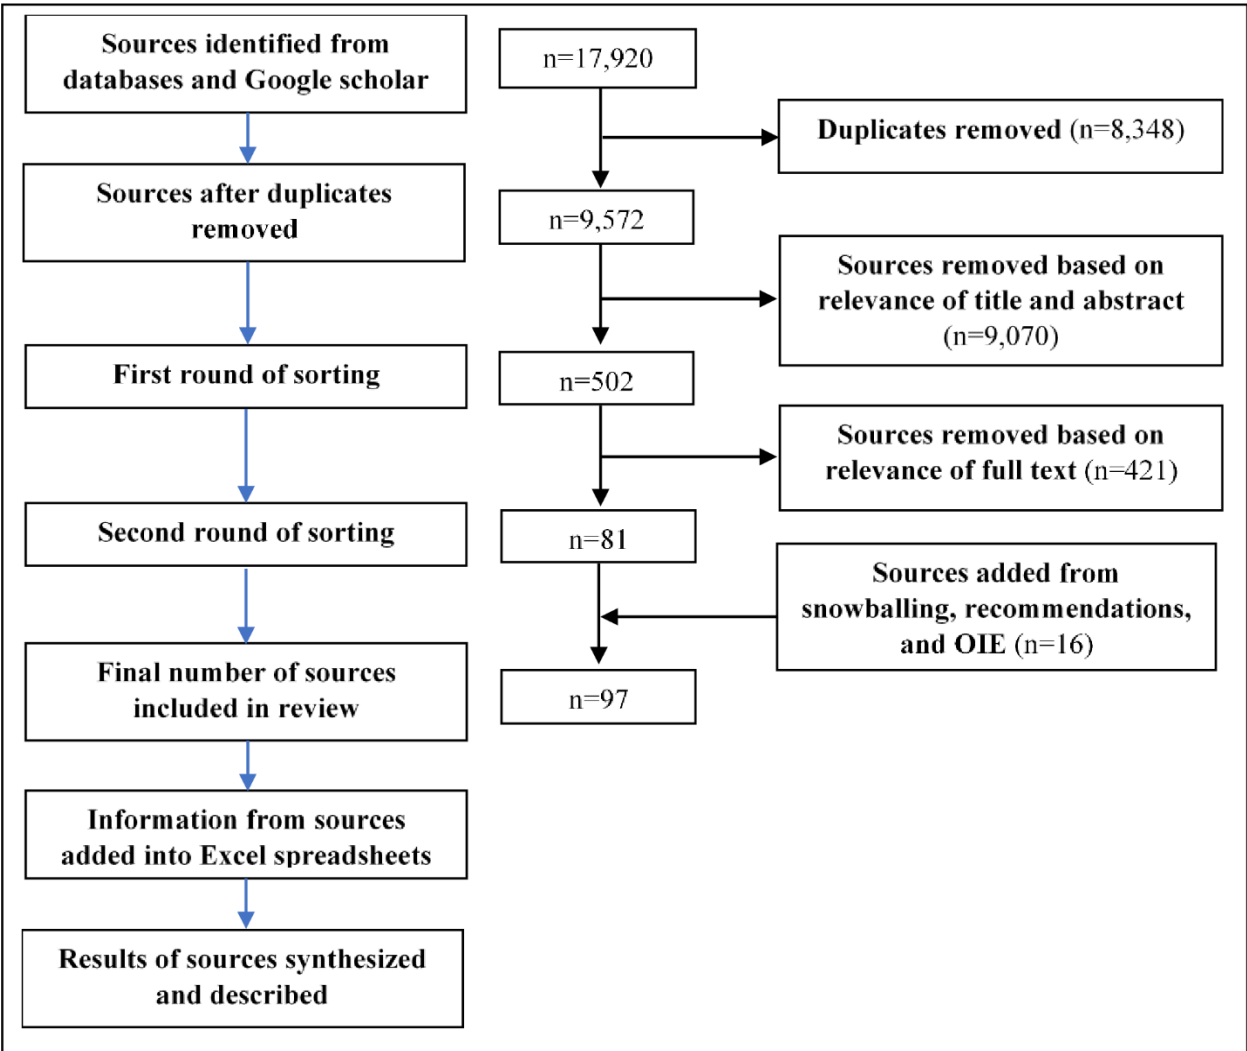 Sources identified from
databases and Google scholar
n=17,920
Duplicates removed (n=8,348)
Sources after duplicates
removed
n=9,572
Sources removed based on
relevance of title and abstract
(n=9,070)
First round of sorting
n=502
Sources removed based on
relevance of full text (n=421)
Second round of sorting
n=81
Sources added from
snowballing, recommendations,
and OIE (n=16)
Final number of sources
included in review
n=97
Information from sources
added into Excel spreadsheets
Results of sources synthesized
and described